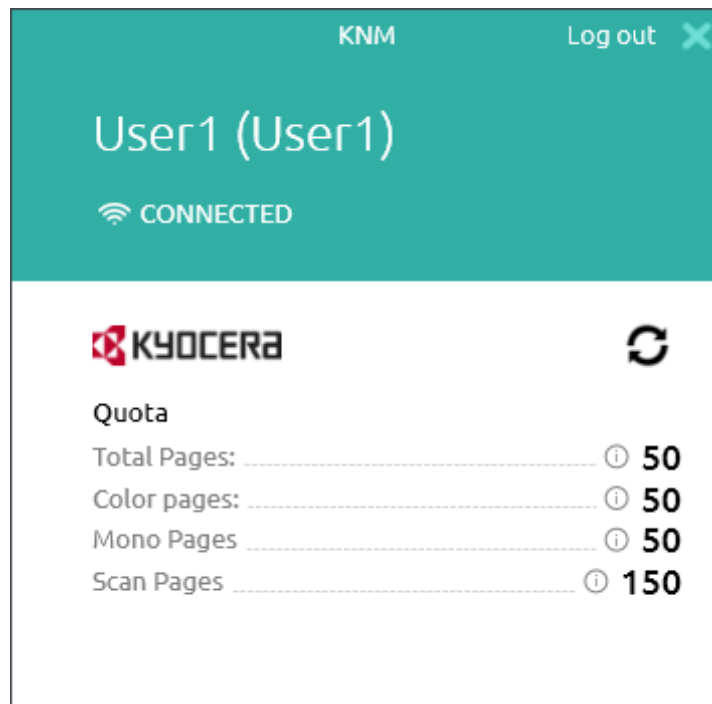 KNM Log out
User1 (User1)
CONNECTED
KYOCERA
Quota
Total Pages: 50
Color pages: 50
Mono Pages 50
Scan Pages 150